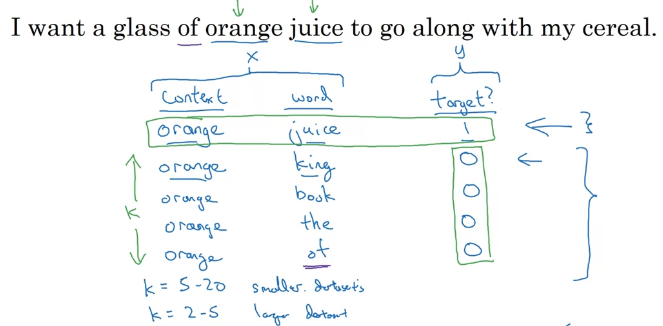 I want a glass of orange juice to go along with my cereal.
x y
context word target?
orange juice 1
orange king 0
k
orange book 0
orange the 0
orange of 0
k = 5-20 smaller datasets
k = 2-5 larger dataset